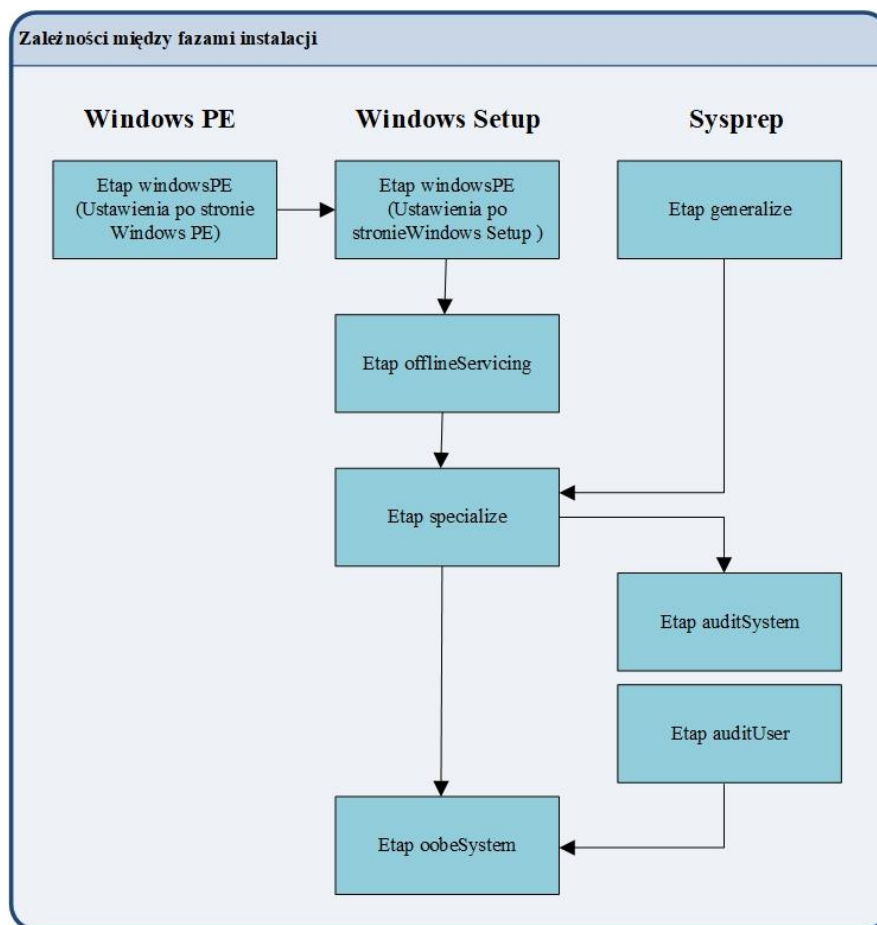 Zależności między fazami instalacji
Windows PE
Windows Setup
Sysprep
Etap windowsPE
(Ustawienia po stronie
Windows PE)
Etap windowsPE
(Ustawienia po
stronieWindows Setup )
Etap generalize
Etap offlineServicing
Etap specialize
Etap auditSystem
Etap auditUser
Etap oobeSystem